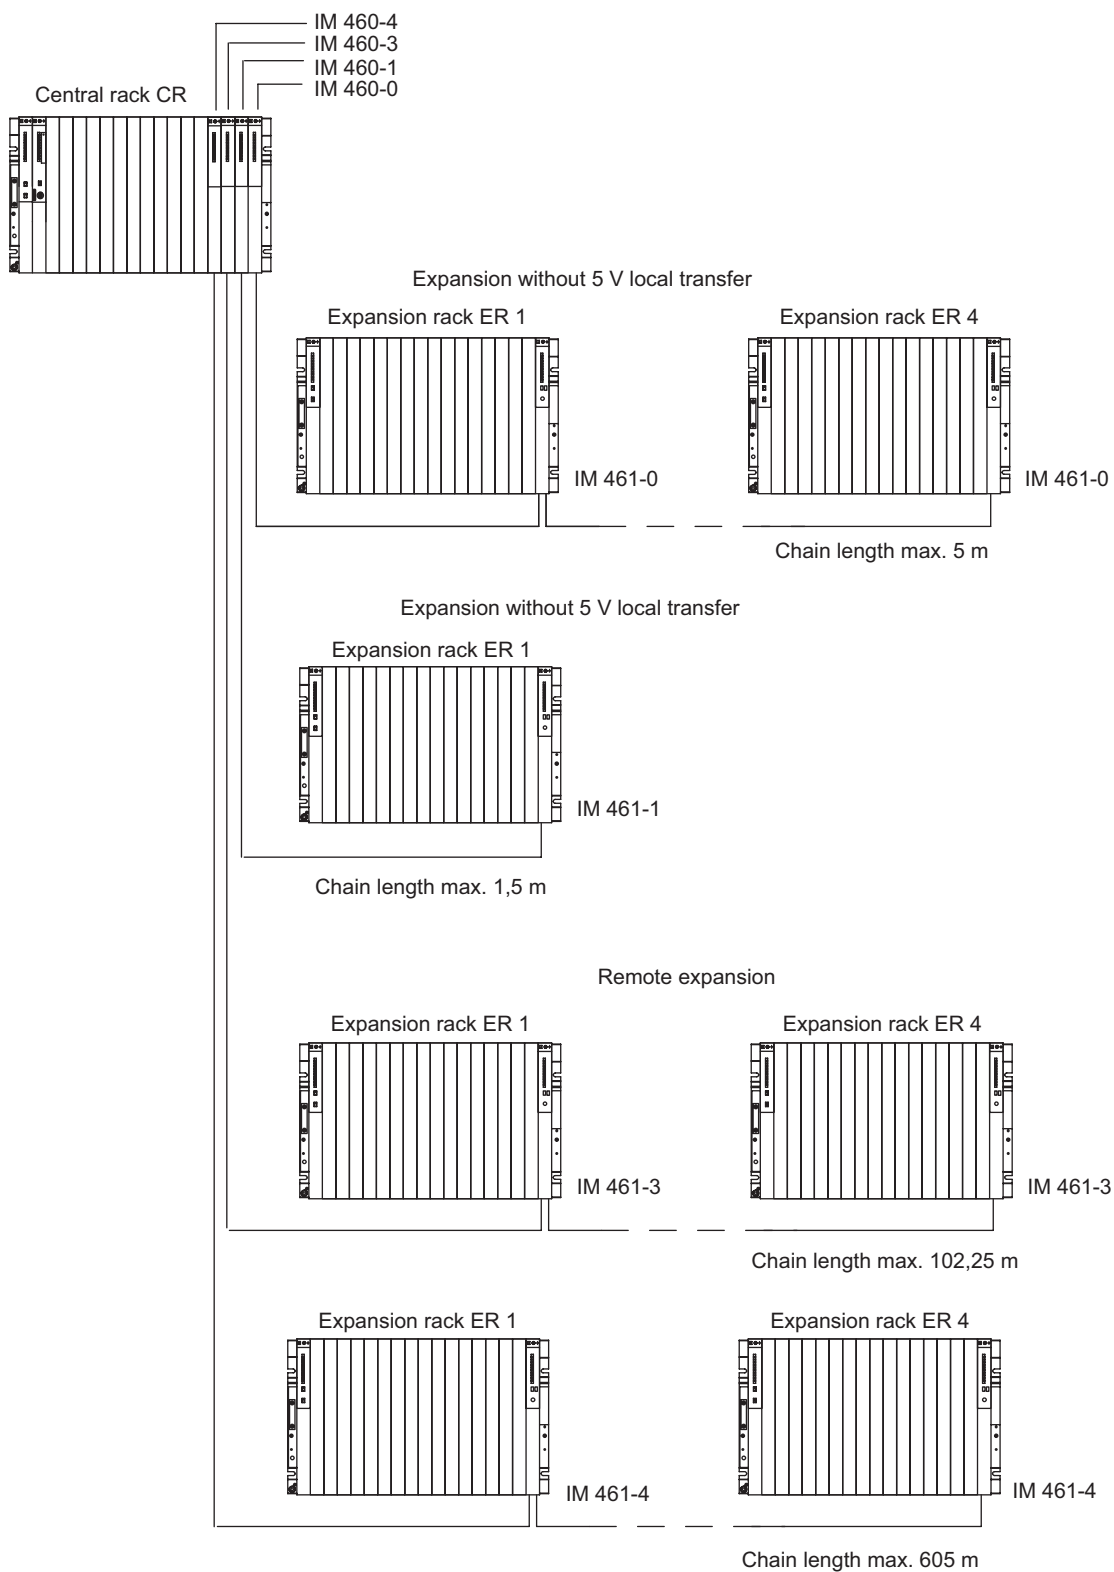 IM 460-4
IM 460-3
IM 460-1
IM 460-0
Central rack CR
Expansion without 5 V local transfer
Expansion rack ER 1
Expansion rack ER 4
IM 461-0
IM 461-0
Chain length max. 5 m
Expansion without 5 V local transfer
Expansion rack ER 1
IM 461-1
Chain length max. 1,5 m
Remote expansion
Expansion rack ER 1
Expansion rack ER 4
IM 461-3
IM 461-3
Chain length max. 102,25 m
Expansion rack ER 1
Expansion rack ER 4
IM 461-4
IM 461-4
Chain length max. 605 m